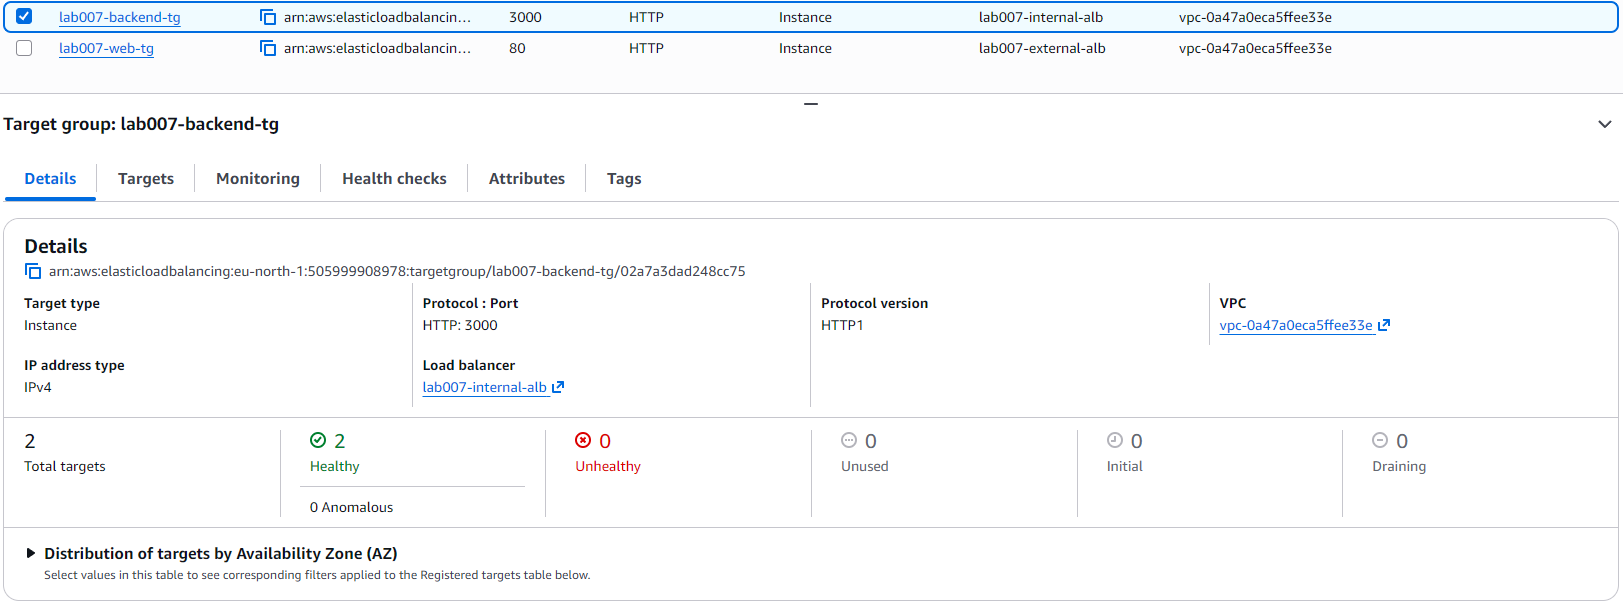 lab007-backend-tg arn:aws:elasticloadbalancin... 3000 HTTP Instance lab007-internal-alb vpc-0a47a0eca5ffee33e
lab007-web-tg arn:aws:elasticloadbalancin... 80 HTTP Instance lab007-external-alb vpc-0a47a0eca5ffee33e
Target group: lab007-backend-tg
Details Targets Monitoring Health checks Attributes Tags
Details
arn:aws:elasticloadbalancing:eu-north-1:505999908978:targetgroup/lab007-backend-tg/02a7a3dad248cc75
Target type Protocol : Port Protocol version VPC
Instance HTTP: 3000 HTTP1 vpc-0a47a0eca5ffee33e
IP address type Load balancer
IPv4 lab007-internal-alb
2 2 0 0 0 0
Total targets Healthy Unhealthy Unused Initial Draining
0 Anomalous
Distribution of targets by Availability Zone (AZ)
Select values in this table to see corresponding filters applied to the Registered targets table below.